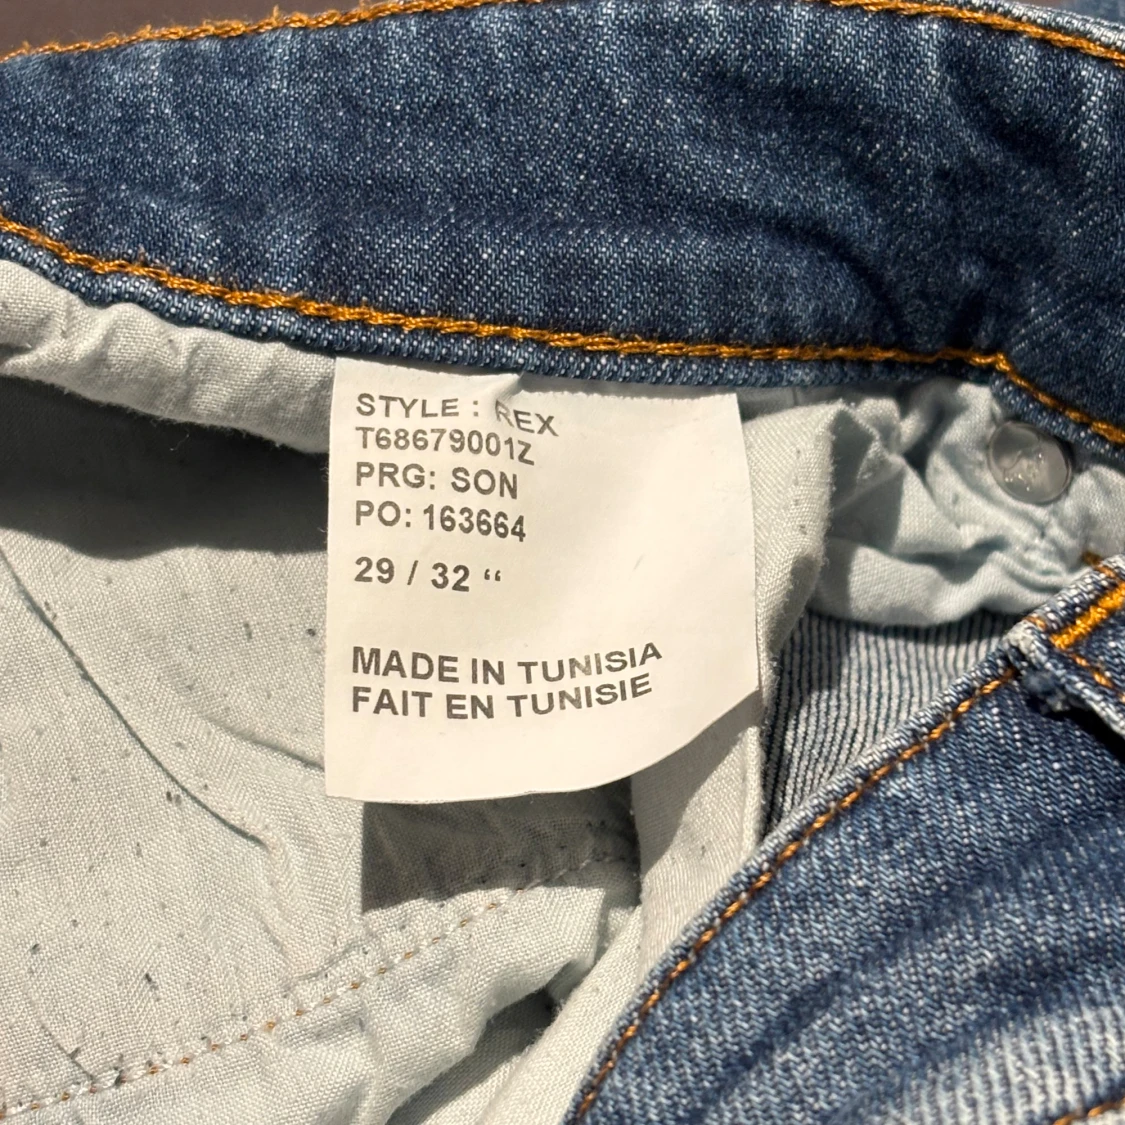 STYLE : REX
T68679001Z
PRG: SON
PO: 163664
29 / 32 “
MADE IN TUNISIA
FAIT EN TUNISIE